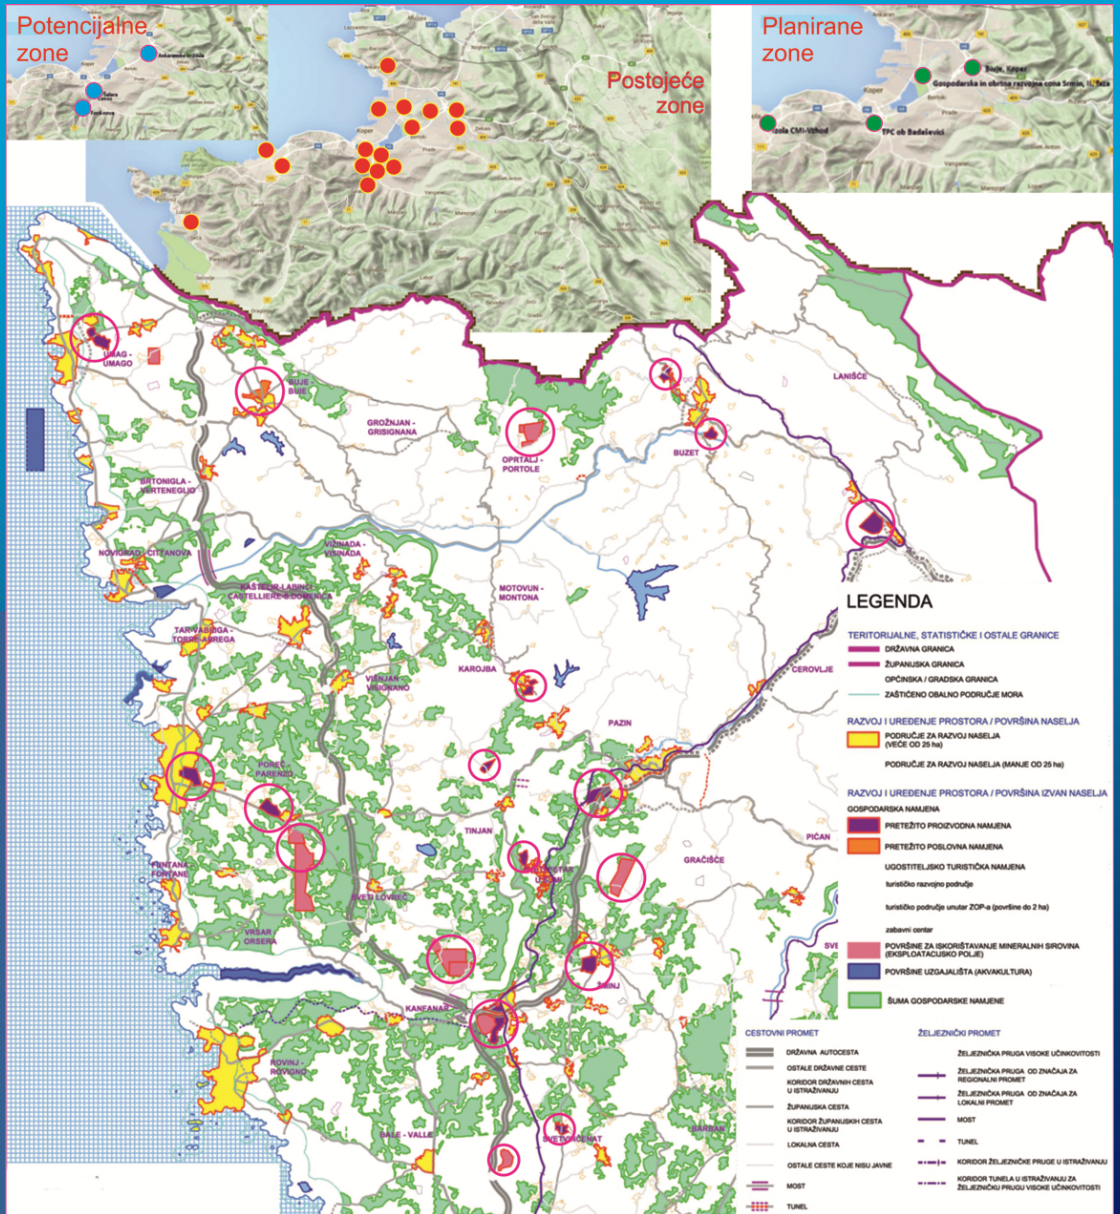 Potencijalne
zone
Postojeće
zone
Planirane
zone
Koper
Koper
Koper
Bivje, Koper
Gospodarska in obrtna razvojna cona Srmin, II. faza
Izola CMI-Vzhod
TPC ob Badaševici
UMAG -
UMAGO
BUJE -
BUIE
GROŽNJAN -
GRISIGNANA
OPRTALJ -
PORTOLE
BUZET
LANIŠĆE
BRTONIGLA -
VERTENEGLIO
NOVIGRAD - CITTANOVA
VIŽINADA -
VISINADA
KAŠTELIR-LABINCI -
CASTELLIERE-S.DOMENICA
MOTOVUN -
MONTONA
TAR-VABRIGA -
TORRE-ABREGA
VIŠNJAN -
VISIGNANO
KAROJBA
CEROVLJE
PAZIN
POREČ -
PARENZO
TINJAN
PIĆAN
GRAČIŠĆE
FUNTANA -
FONTANE
SVETI LOVREČ
VRSAR
ORSERA
KANFANAR
ŽMINJ
ROVINJ -
ROVIGNO
BALE - VALLE
SVETVINČENAT
BARBAN
LEGENDA
TERITORIJALNE, STATISTIČKE I OSTALE GRANICE
DRŽAVNA GRANICA
ŽUPANIJSKA GRANICA
OPĆINSKA / GRADSKA GRANICA
ZAŠTIĆENO OBALNO PODRUČJE MORA
RAZVOJ I UREĐENJE PROSTORA / POVRŠINA NASELJA
PODRUČJE ZA RAZVOJ NASELJA
(VEĆE OD 25 ha)
PODRUČJE ZA RAZVOJ NASELJA (MANJE OD 25 ha)
RAZVOJ I UREĐENJE PROSTORA / POVRŠINA IZVAN NASELJA
GOSPODARSKA NAMJENA
PRETEŽITO PROIZVODNA NAMJENA
PRETEŽITO POSLOVNA NAMJENA
UGOSTITELJSKO TURISTIČKA NAMJENA
turističko razvojno područje
turističko područje unutar ZOP-a (površine do 2 ha)
zabavni centar
POVRŠINE ZA ISKORIŠTAVANJE MINERALNIH SIROVINA
(EKSPLOATACIJSKO POLJE)
POVRŠINE UZGAJALIŠTA (AKVAKULTURA)
ŠUMA GOSPODARSKE NAMJENE
CESTOVNI PROMET
DRŽAVNA AUTOCESTA
OSTALE DRŽAVNE CESTE
KORIDOR DRŽAVNIH CESTA
U ISTRAŽIVANJU
ŽUPANIJSKA CESTA
KORIDOR ŽUPANIJSKIH CESTA
U ISTRAŽIVANJU
LOKALNA CESTA
OSTALE CESTE KOJE NISU JAVNE
MOST
TUNEL
ŽELJEZNIČKI PROMET
ŽELJEZNIČKA PRUGA VISOKE UČINKOVITOSTI
ŽELJEZNIČKA PRUGA OD ZNAČAJA ZA
REGIONALNI PROMET
ŽELJEZNIČKA PRUGA OD ZNAČAJA ZA
LOKALNI PROMET
MOST
TUNEL
KORIDOR ŽELJEZNIČKE PRUGE U ISTRAŽIVANJU
KORIDOR TUNELA U ISTRAŽIVANJU ZA
ŽELJEZNIČKU PRUGU VISOKE UČINKOVITOSTI